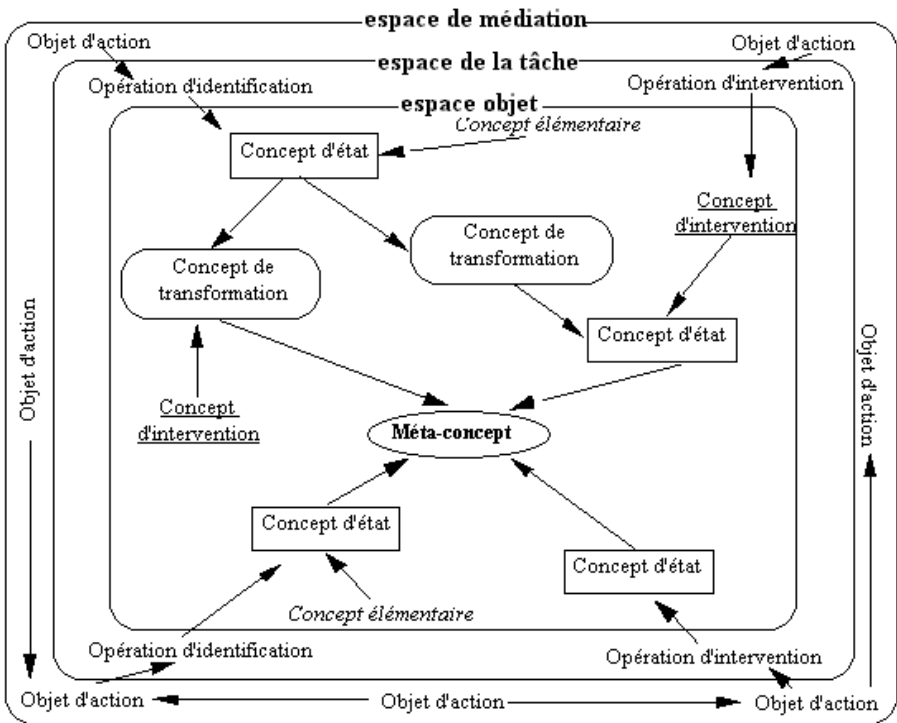 espace de médiation
Objet d'action
Objet d'action
espace de la tâche
Opération d'identification
Opération d'intervention
espace objet
Concept élémentaire
Concept d'état
Concept
d'intervention
Concept de
transformation
Concept de
transformation
Concept d'état
Objet d'action
Objet d'action
Concept
d'intervention
Méta-concept
Concept d'état
Concept d'état
Concept élémentaire
Opération d'identification
Opération d'intervention
Objet d'action
Objet d'action
Objet d'action